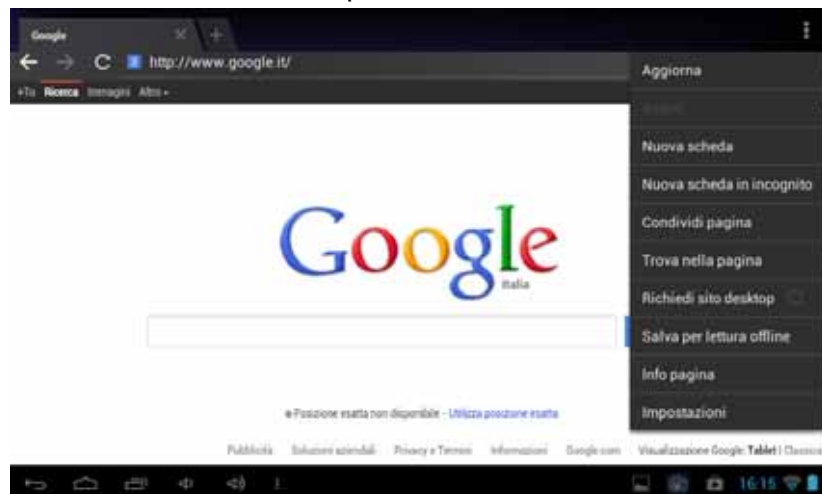 Google
http://www.google.it/
+Tu Ricerca Immagini Altro
Aggiorna
Nuova scheda
Nuova scheda in incognito
Condividi pagina
Trova nella pagina
Richiedi sito desktop
Salva per lettura offline
Info pagina
Impostazioni
Google
Italia
Posizione esatta non disponibile - Utilizza posizione esatta
Pubblicità Soluzioni aziendali Privacy e Termini Informazioni Google.com Visualizzazione Google: Tablet | Classica
16:15